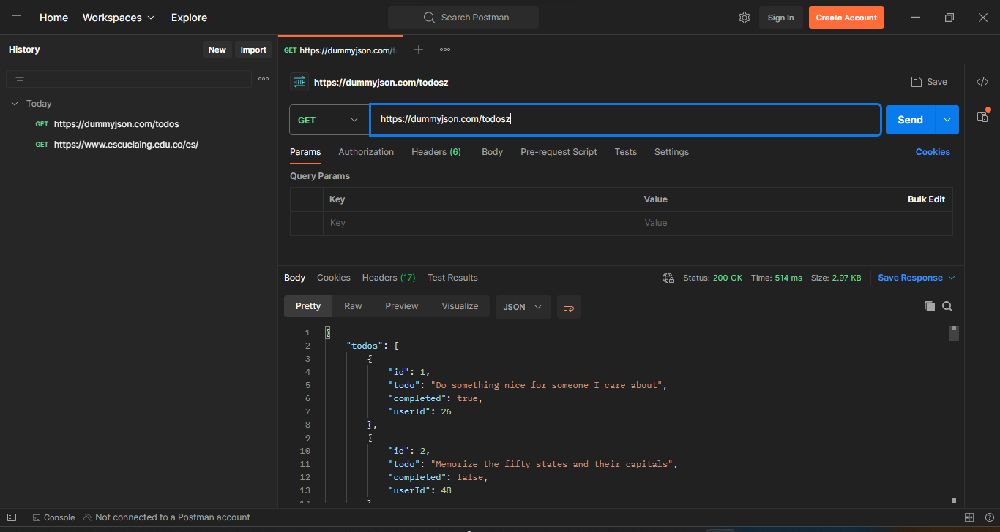 Home Workspaces Explore Search Postman Sign In Create Account
History New Import
GET https://dummyjson.com/t
Today
GET https://dummyjson.com/todos
GET https://www.escuelaing.edu.co/es/
HTTP https://dummyjson.com/todosz Save
GET https://dummyjson.com/todosz Send
Params Authorization Headers (6) Body Pre-request Script Tests Settings Cookies
Query Params
Key Value Bulk Edit
Key Value
Body Cookies Headers (17) Test Results Status: 200 OK Time: 514 ms Size: 2.97 KB Save Response
Pretty Raw Preview Visualize JSON
1 {
2 "todos": [
3 {
4 "id": 1,
5 "todo": "Do something nice for someone I care about",
6 "completed": true,
7 "userId": 26
8 },
9 {
10 "id": 2,
11 "todo": "Memorize the fifty states and their capitals",
12 "completed": false,
13 "userId": 48
Console Not connected to a Postman account